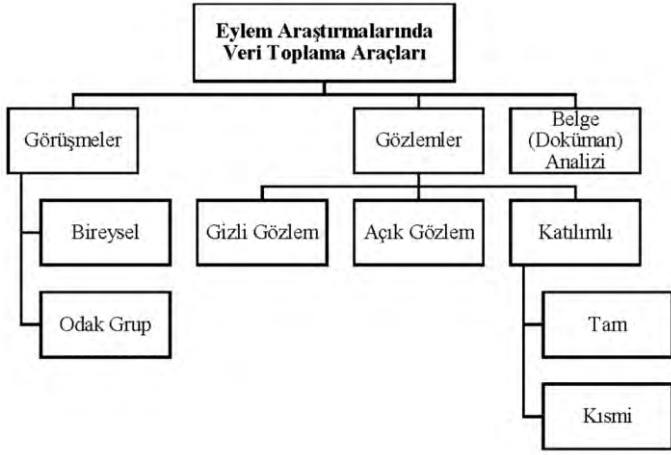 Eylem Araştırmalarında
Veri Toplama Araçları
Görüşmeler
Gözlemler
Belge
(Doküman)
Analizi
Bireysel
Gizli Gözlem
Açık Gözlem
Katılımlı
Odak Grup
Tam
Kısmi